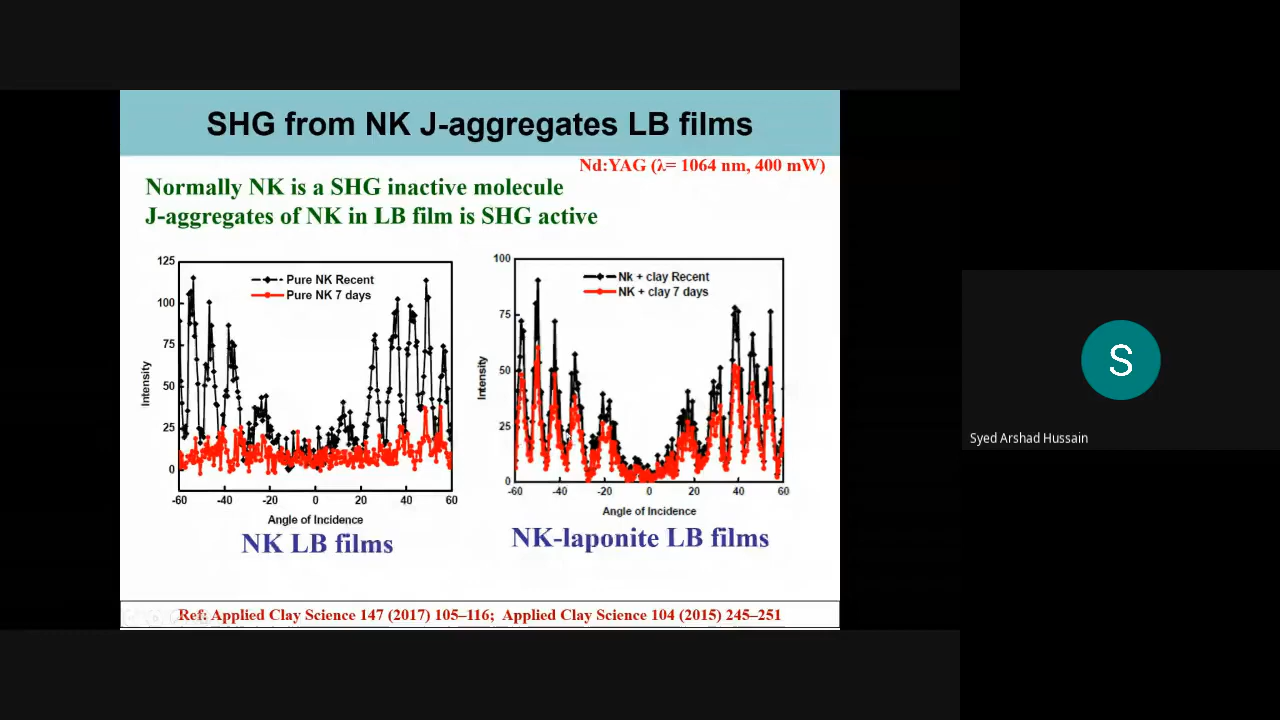 SHG from NK J-aggregates LB films
Nd:YAG (λ= 1064 nm, 400 mW)
Normally NK is a SHG inactive molecule
J-aggregates of NK in LB film is SHG active
125
100
75
50
25
0
Intensity
Pure NK Recent
Pure NK 7 days
-60 -40 -20 0 20 40 60
Angle of Incidence
NK LB films
100
75
50
25
0
Intensity
Nk + clay Recent
NK + clay 7 days
-60 -40 -20 0 20 40 60
Angle of Incidence
NK-laponite LB films
Ref: Applied Clay Science 147 (2017) 105–116; Applied Clay Science 104 (2015) 245–251
S
Syed Arshad Hussain